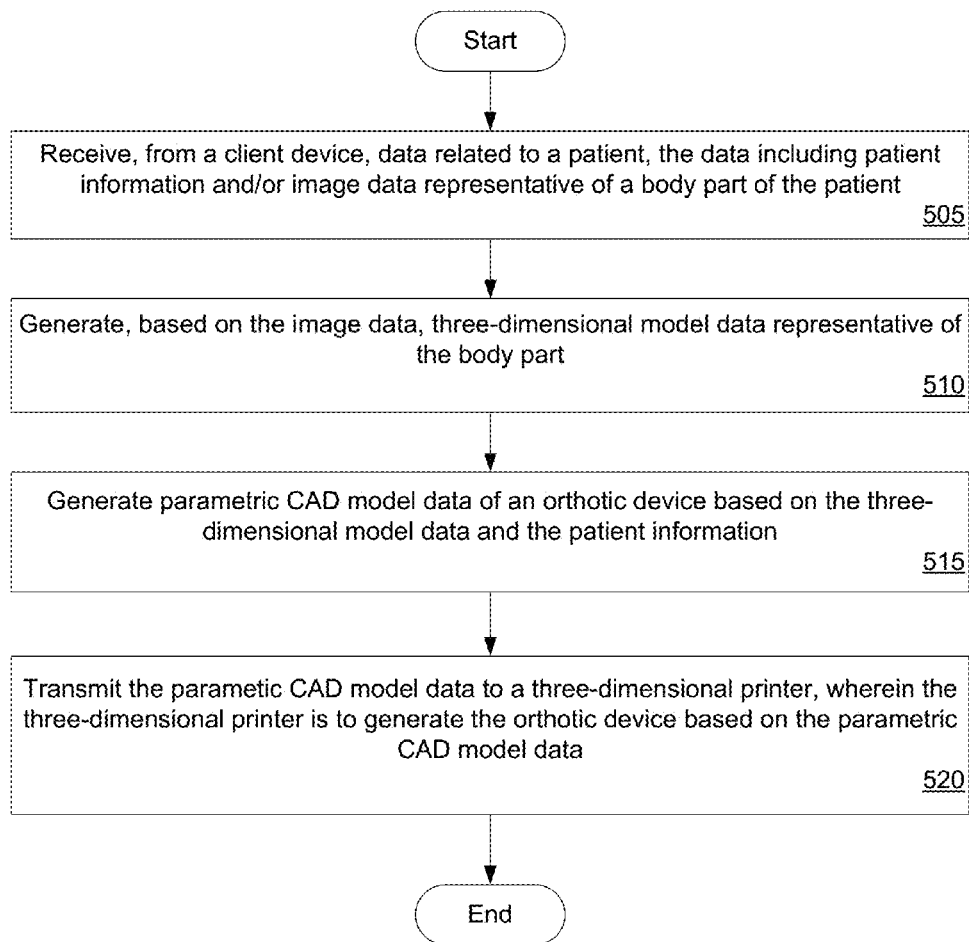 Start
Receive, from a client device, data related to a patient, the data including patient
information and/or image data representative of a body part of the patient
505
Generate, based on the image data, three-dimensional model data representative of
the body part
510
Generate parametric CAD model data of an orthotic device based on the three-
dimensional model data and the patient information
515
Transmit the parametic CAD model data to a three-dimensional printer, wherein the
three-dimensional printer is to generate the orthotic device based on the parametric
CAD model data
520
End